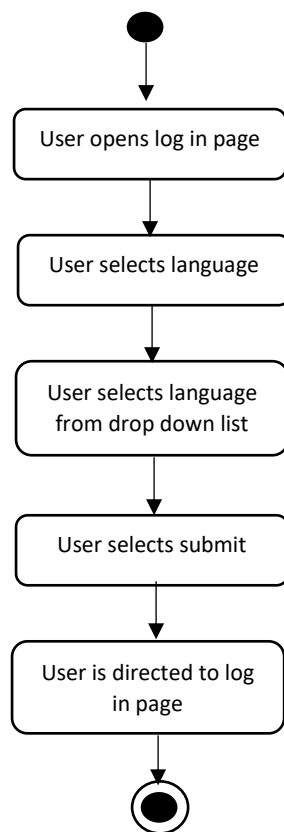 User opens log in page
User selects language
User selects language
from drop down list
User selects submit
User is directed to log
in page